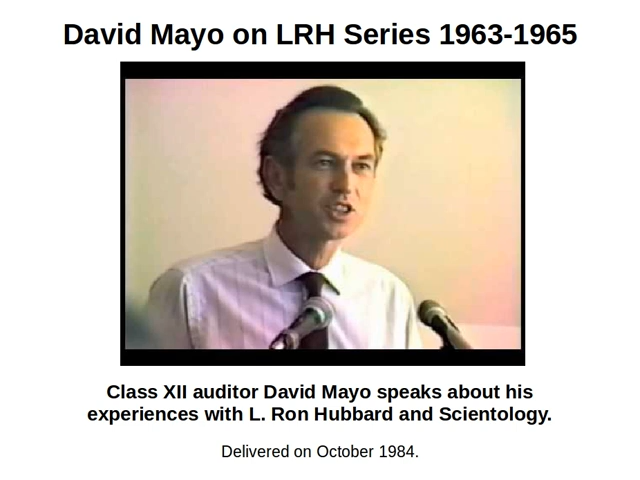 David Mayo on LRH Series 1963-1965
Class XII auditor David Mayo speaks about his
experiences with L. Ron Hubbard and Scientology.
Delivered on October 1984.